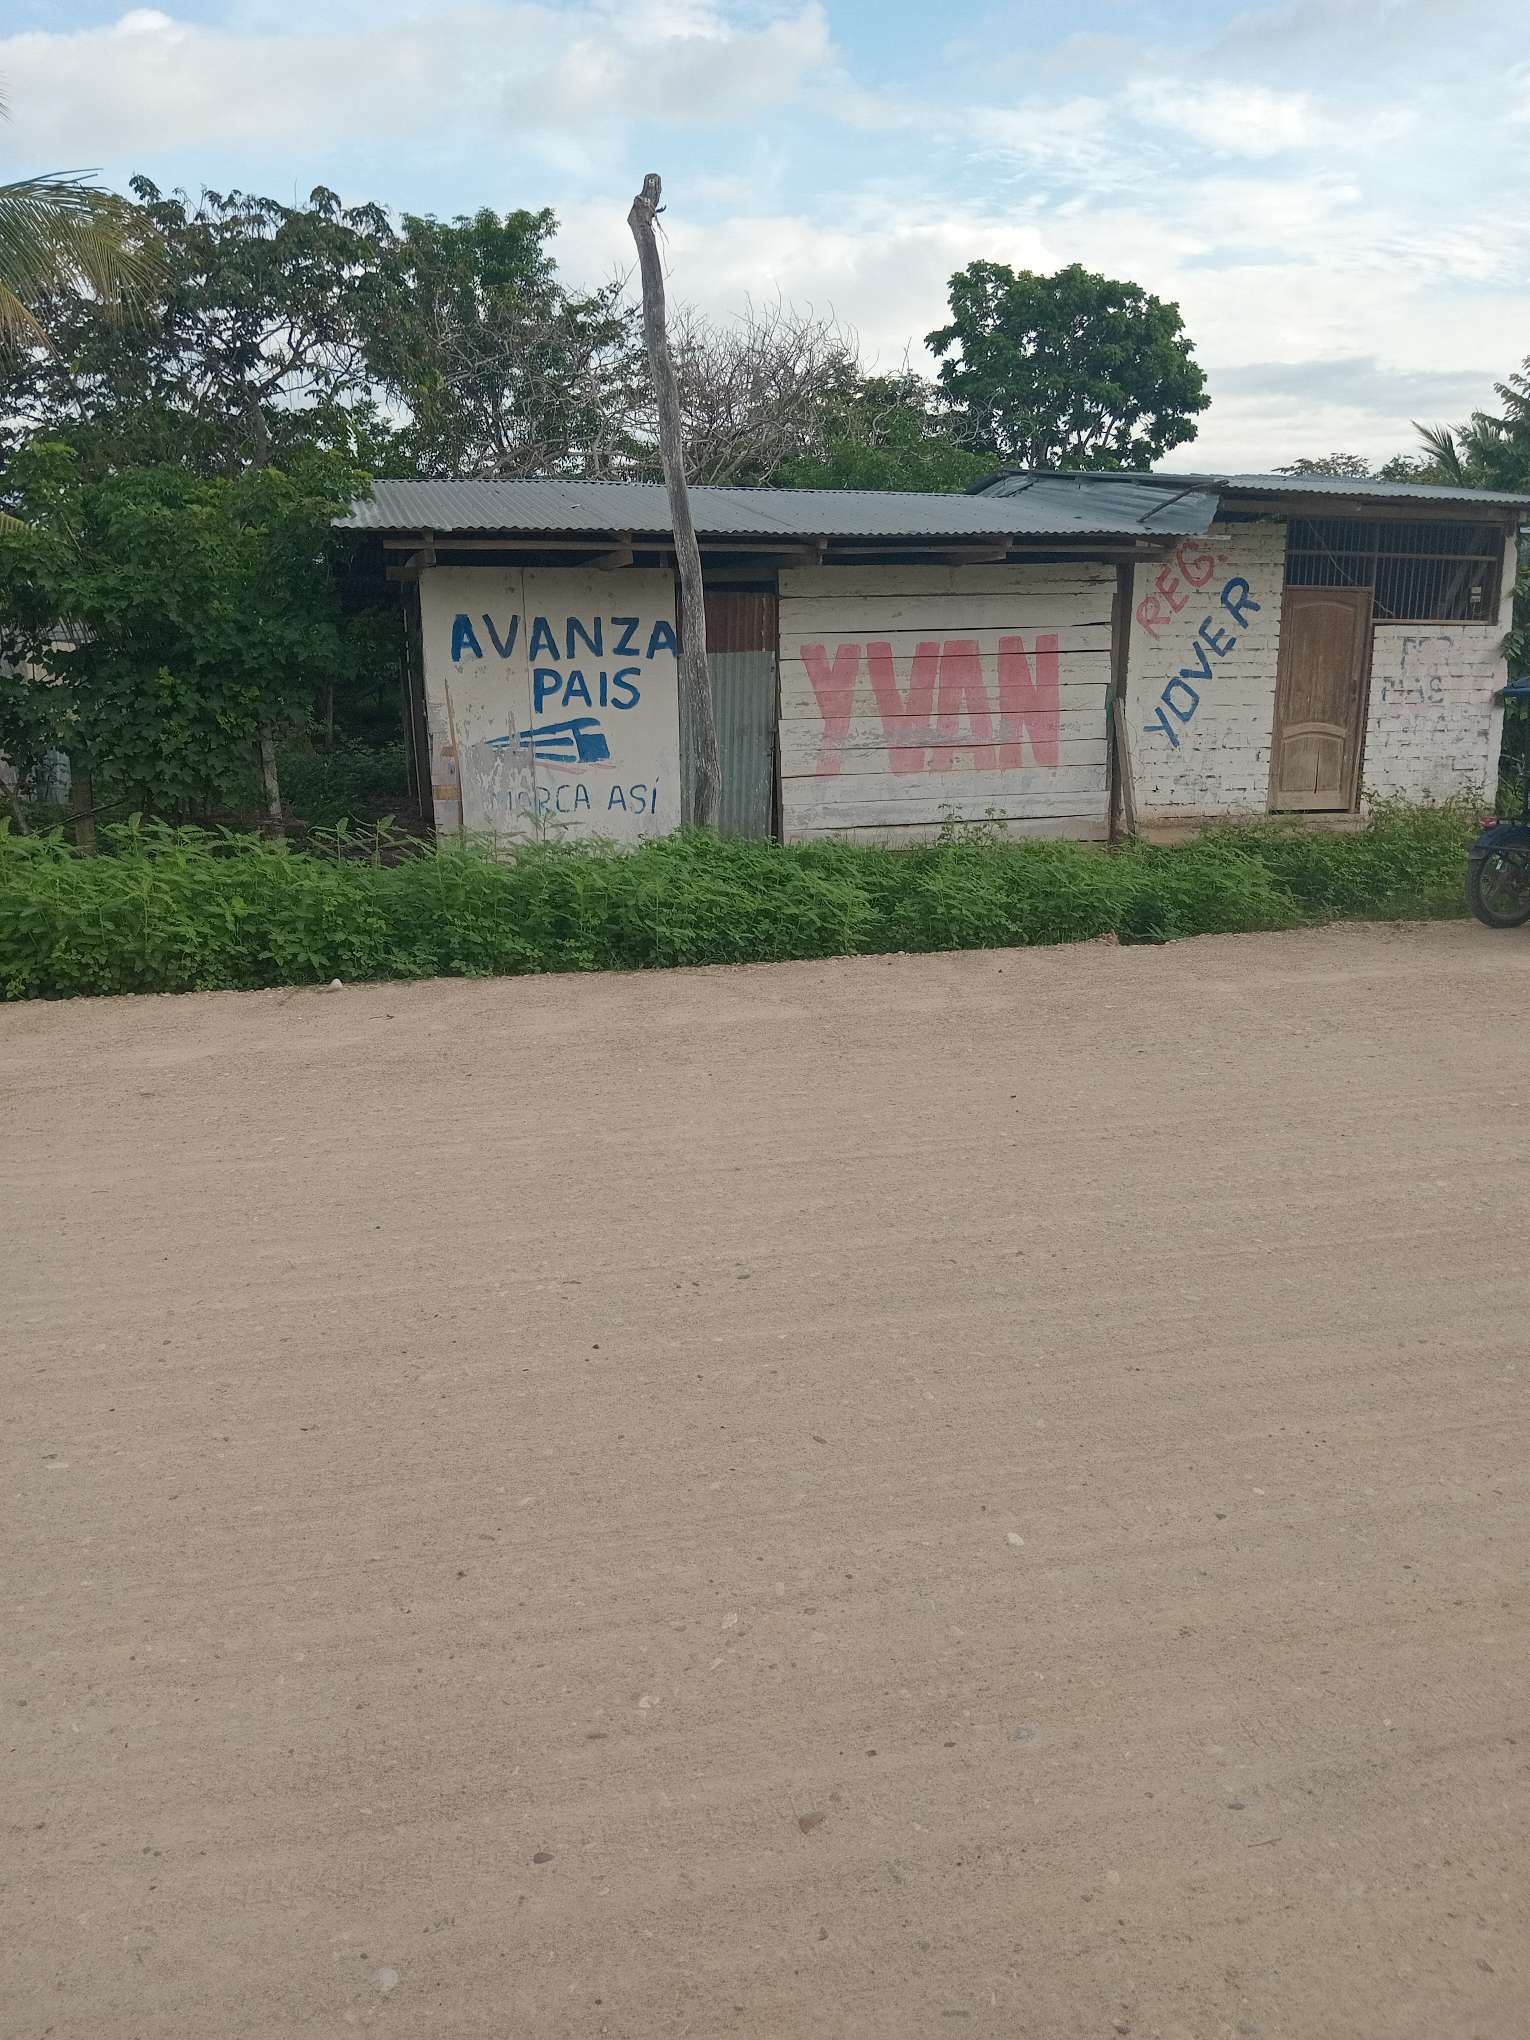 AVANZA
PAIS
MARCA ASÍ
YVAN
REG.
YOVER